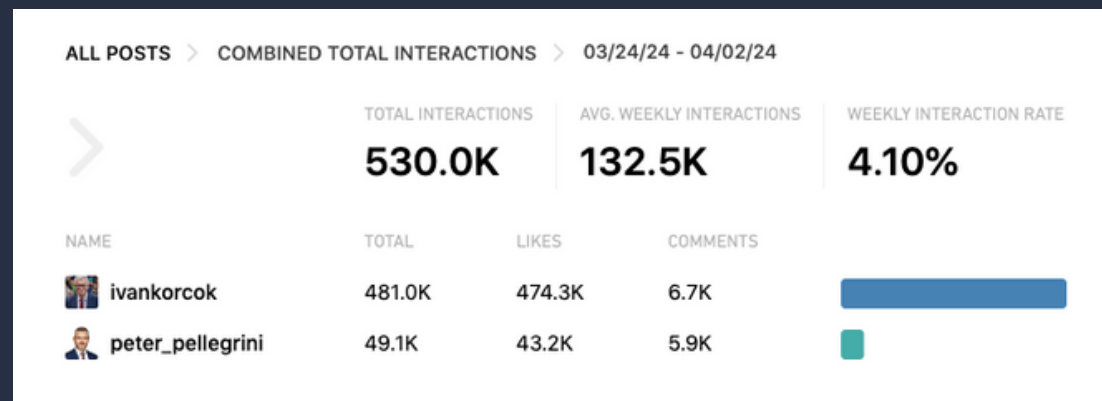 ALL POSTS > COMBINED TOTAL INTERACTIONS > 03/24/24 - 04/02/24
TOTAL INTERACTIONS AVG. WEEKLY INTERACTIONS WEEKLY INTERACTION RATE
530.0K 132.5K 4.10%
NAME TOTAL LIKES COMMENTS
ivankorcok 481.0K 474.3K 6.7K
peter_pellegrini 49.1K 43.2K 5.9K